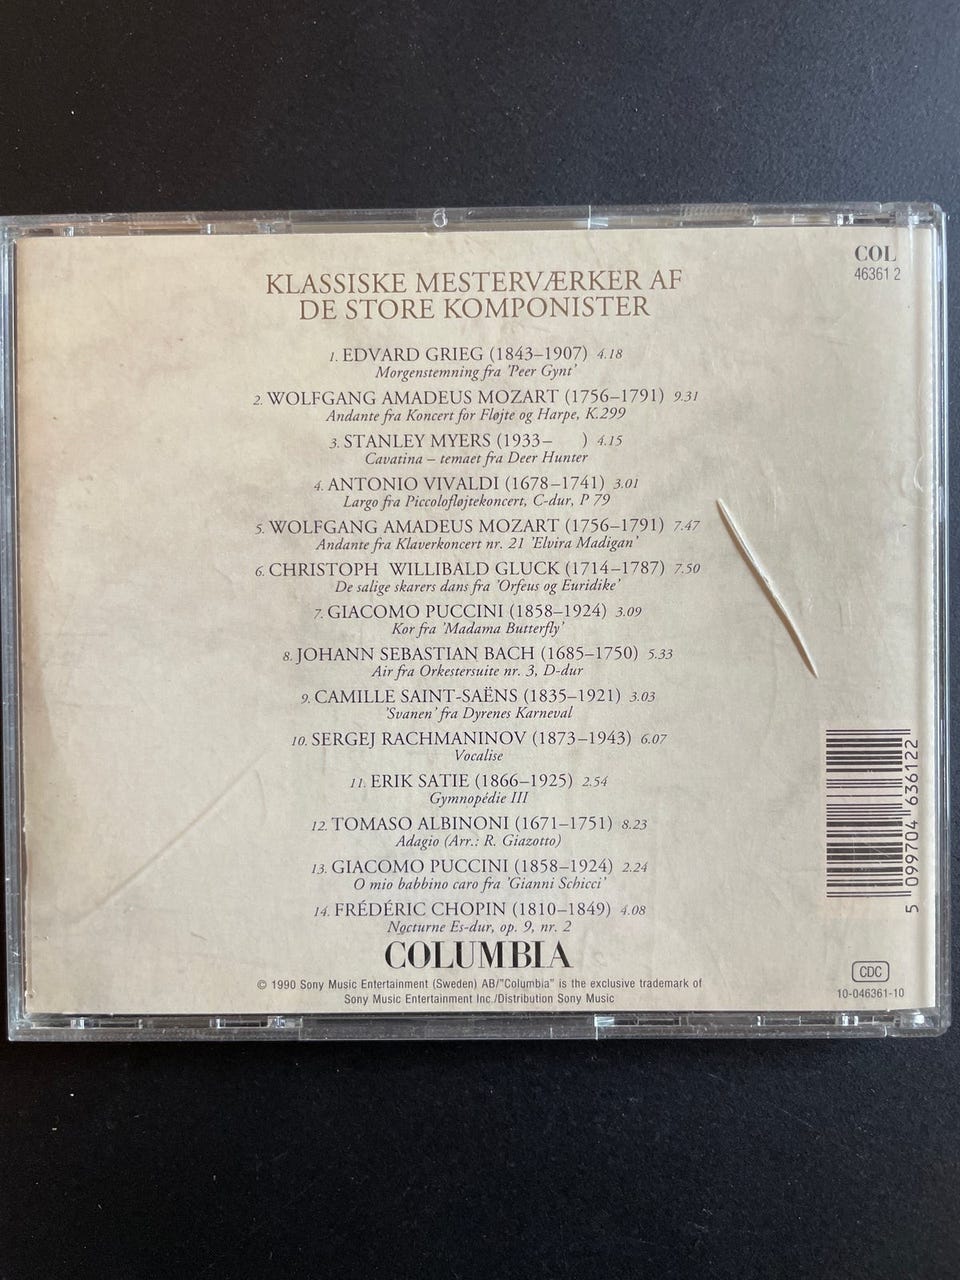 COL
46361 2
KLASSISKE MESTERVÆRKER AF
DE STORE KOMPONISTER
1. EDVARD GRIEG (1843–1907) 4.18
Morgenstemning fra 'Peer Gynt'
2. WOLFGANG AMADEUS MOZART (1756–1791) 9.31
Andante fra Koncert for Fløjte og Harpe, K.299
3. STANLEY MYERS (1933– ) 4.15
Cavatina – temaet fra Deer Hunter
4. ANTONIO VIVALDI (1678–1741) 3.01
Largo fra Piccolofløjtekoncert, C-dur, P 79
5. WOLFGANG AMADEUS MOZART (1756–1791) 7.47
Andante fra Klaverkoncert nr. 21 'Elvira Madigan'
6. CHRISTOPH WILLIBALD GLUCK (1714–1787) 7.50
De salige skarers dans fra 'Orfeus og Euridike'
7. GIACOMO PUCCINI (1858–1924) 3.09
Kor fra 'Madama Butterfly'
8. JOHANN SEBASTIAN BACH (1685–1750) 5.33
Air fra Orkestersuite nr. 3, D-dur
9. CAMILLE SAINT-SAËNS (1835–1921) 3.03
'Svanen' fra Dyrenes Karneval
10. SERGEJ RACHMANINOV (1873–1943) 6.07
Vocalise
11. ERIK SATIE (1866–1925) 2.54
Gymnopédie III
12. TOMASO ALBINONI (1671–1751) 8.23
Adagio (Arr.: R. Giazotto)
13. GIACOMO PUCCINI (1858–1924) 2.24
O mio babbino caro fra 'Gianni Schicci'
14. FRÉDÉRIC CHOPIN (1810–1849) 4.08
Nocturne Es-dur, op. 9, nr. 2
COLUMBIA
© 1990 Sony Music Entertainment (Sweden) AB/"Columbia" is the exclusive trademark of
Sony Music Entertainment Inc./Distribution Sony Music
5 099704 636122
CDC
10-046361-10